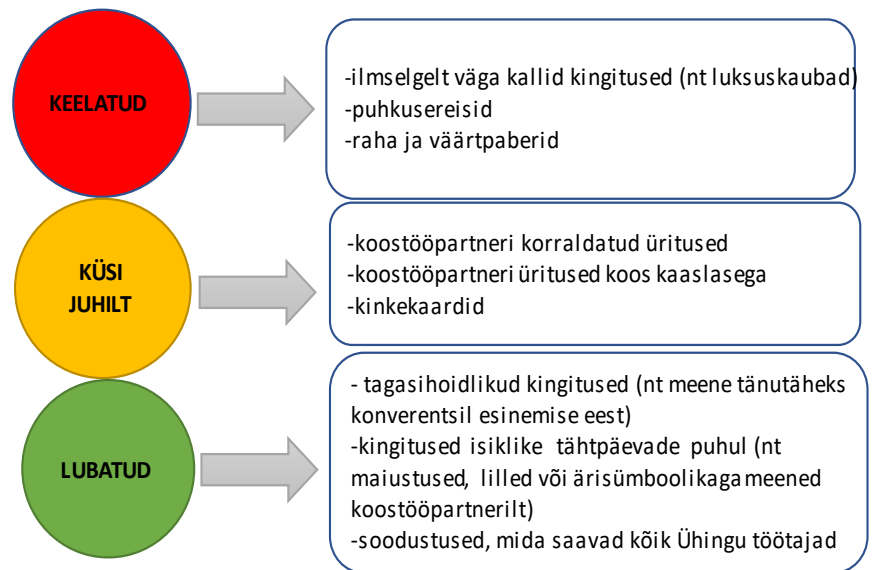 KEELATUD
-ilmselgelt väga kallid kingitused (nt luksuskaubad)
-puhkusereisid
-raha ja väärtpaberid
KÜSI
JUHILT
-koostööpartneri korraldatud üritused
-koostööpartneri üritused koos kaaslasega
-kinkekaardid
LUBATUD
- tagasihoidlikud kingitused (nt meene tänutäheks
konverentsil esinemise eest)
-kingitused isiklike tähtpäevade puhul (nt
maiustused, lilled või ärisümboolikaga meened
koostööpartnerilt)
-soodustused, mida saavad kõik Ühingu töötajad